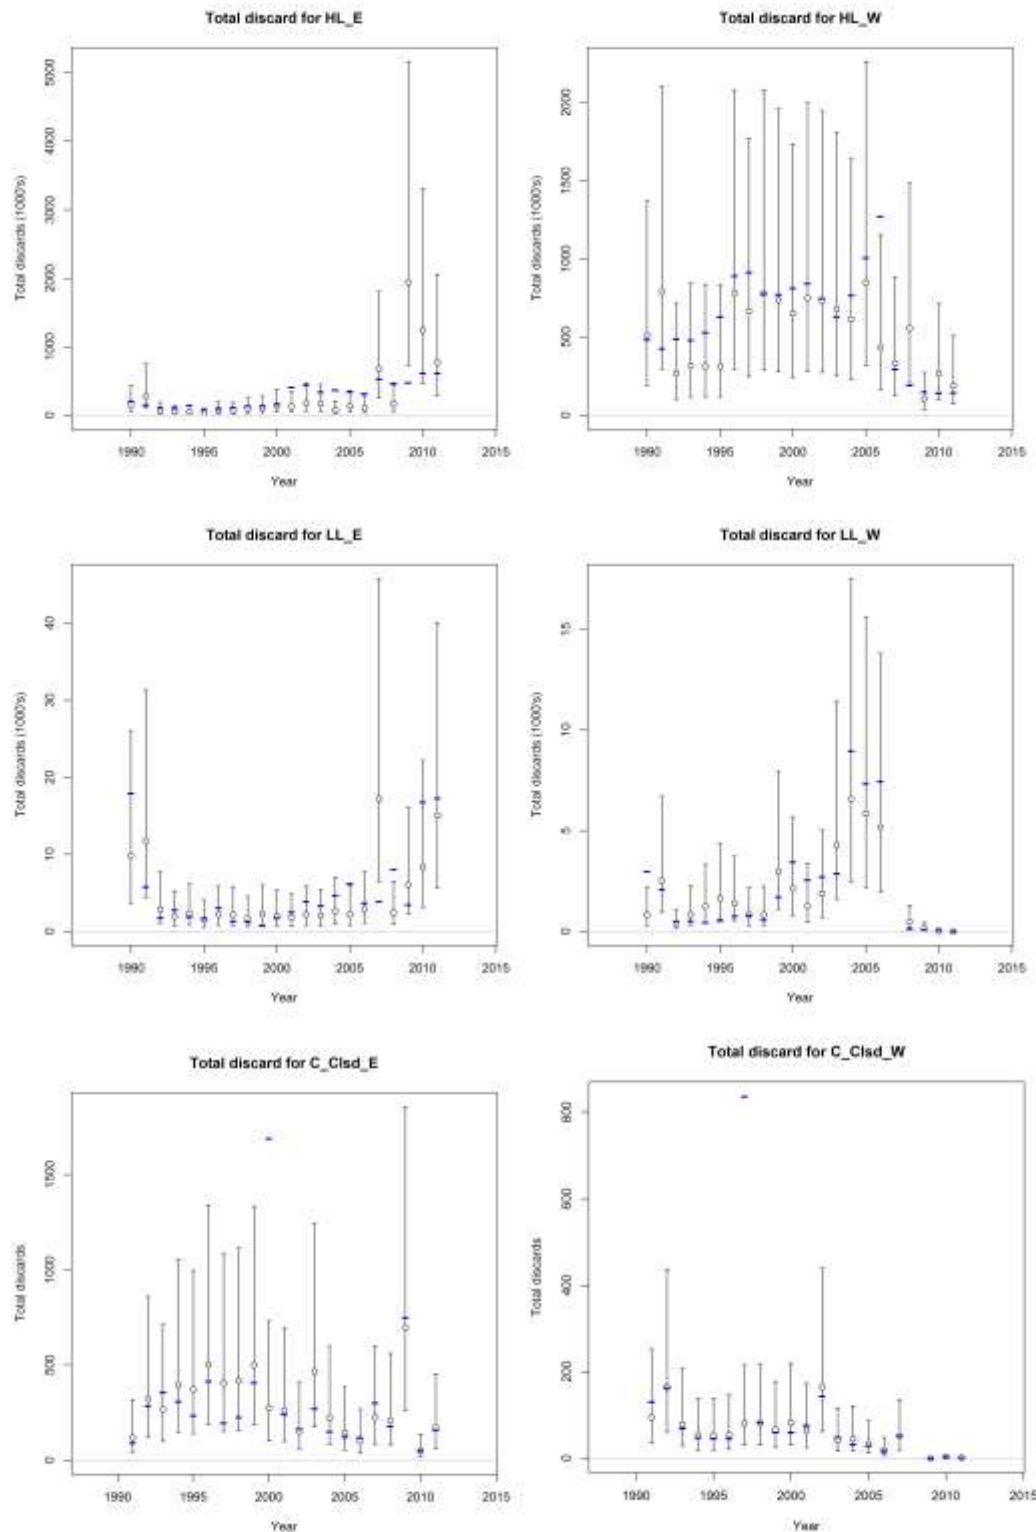 Total discard for HL_E
Total discards (1000's)
5000
4000
3000
2000
1000
0
1990 1995 2000 2005 2010 2015
Year
Total discard for HL_W
Total discards (1000's)
2000
1500
1000
500
0
1990 1995 2000 2005 2010 2015
Year
Total discard for LL_E
Total discards (1000's)
40
30
20
10
0
1990 1995 2000 2005 2010 2015
Year
Total discard for LL_W
Total discards (1000's)
15
10
5
0
1990 1995 2000 2005 2010 2015
Year
Total discard for C_Clsd_E
Total discards
1500
1000
500
0
1990 1995 2000 2005 2010 2015
Year
Total discard for C_Clsd_W
Total discards
800
600
400
200
0
1990 1995 2000 2005 2010 2015
Year